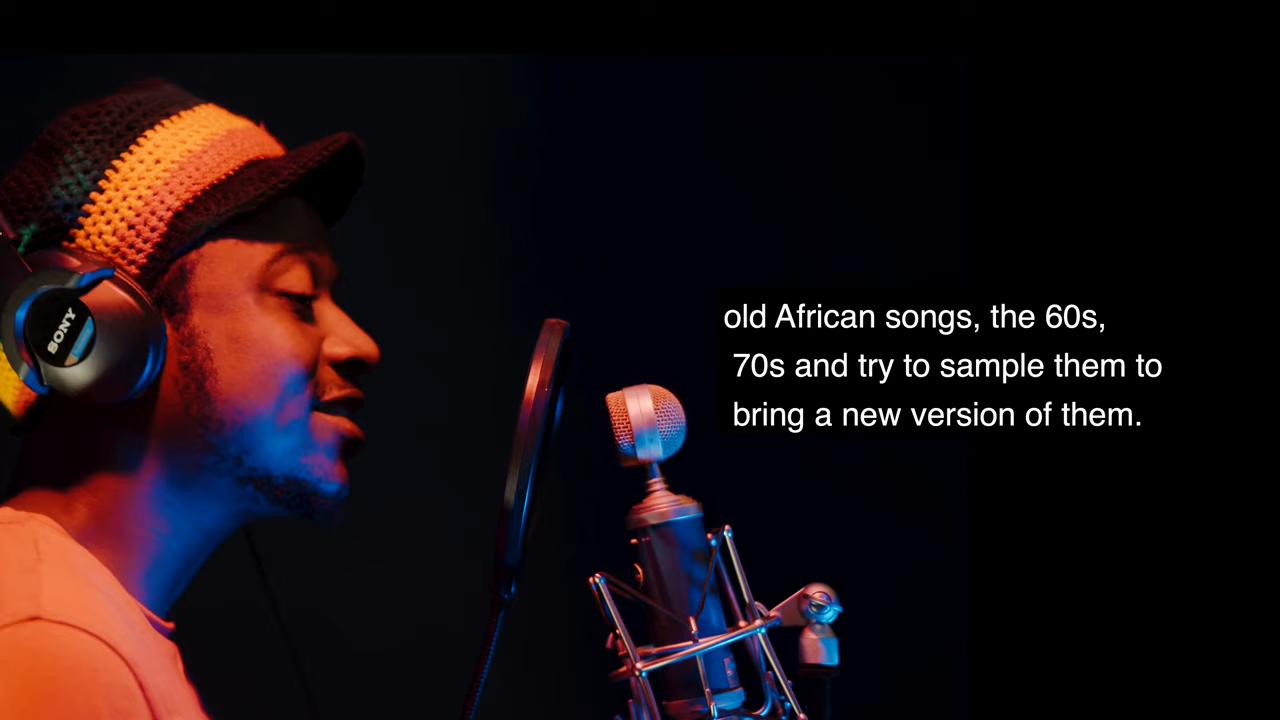 SONY
old African songs, the 60s,
70s and try to sample them to
bring a new version of them.